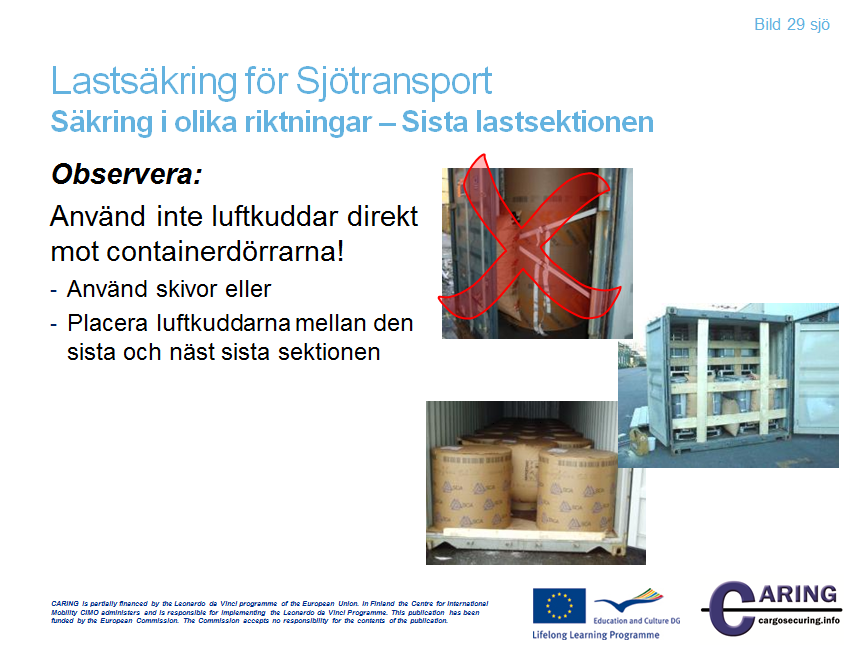 Bild 29 sjö
Lastsäkring för Sjötransport
Säkring i olika riktningar – Sista lastsektionen
Observera:
Använd inte luftkuddar direkt
mot containerdörrarna!
- Använd skivor eller
- Placera luftkuddarna mellan den
sista och näst sista sektionen
CARING is partially financed by the Leonardo da Vinci programme of the European Union. In Finland the Centre for International
Mobility CIMO administers and is responsible for implementing the Leonardo da Vinci Programme. This publication has been
funded by the European Commission. The Commission accepts no responsibility for the contents of the publication.
Education and Culture DG
Lifelong Learning Programme
CARING
cargosecuring.info